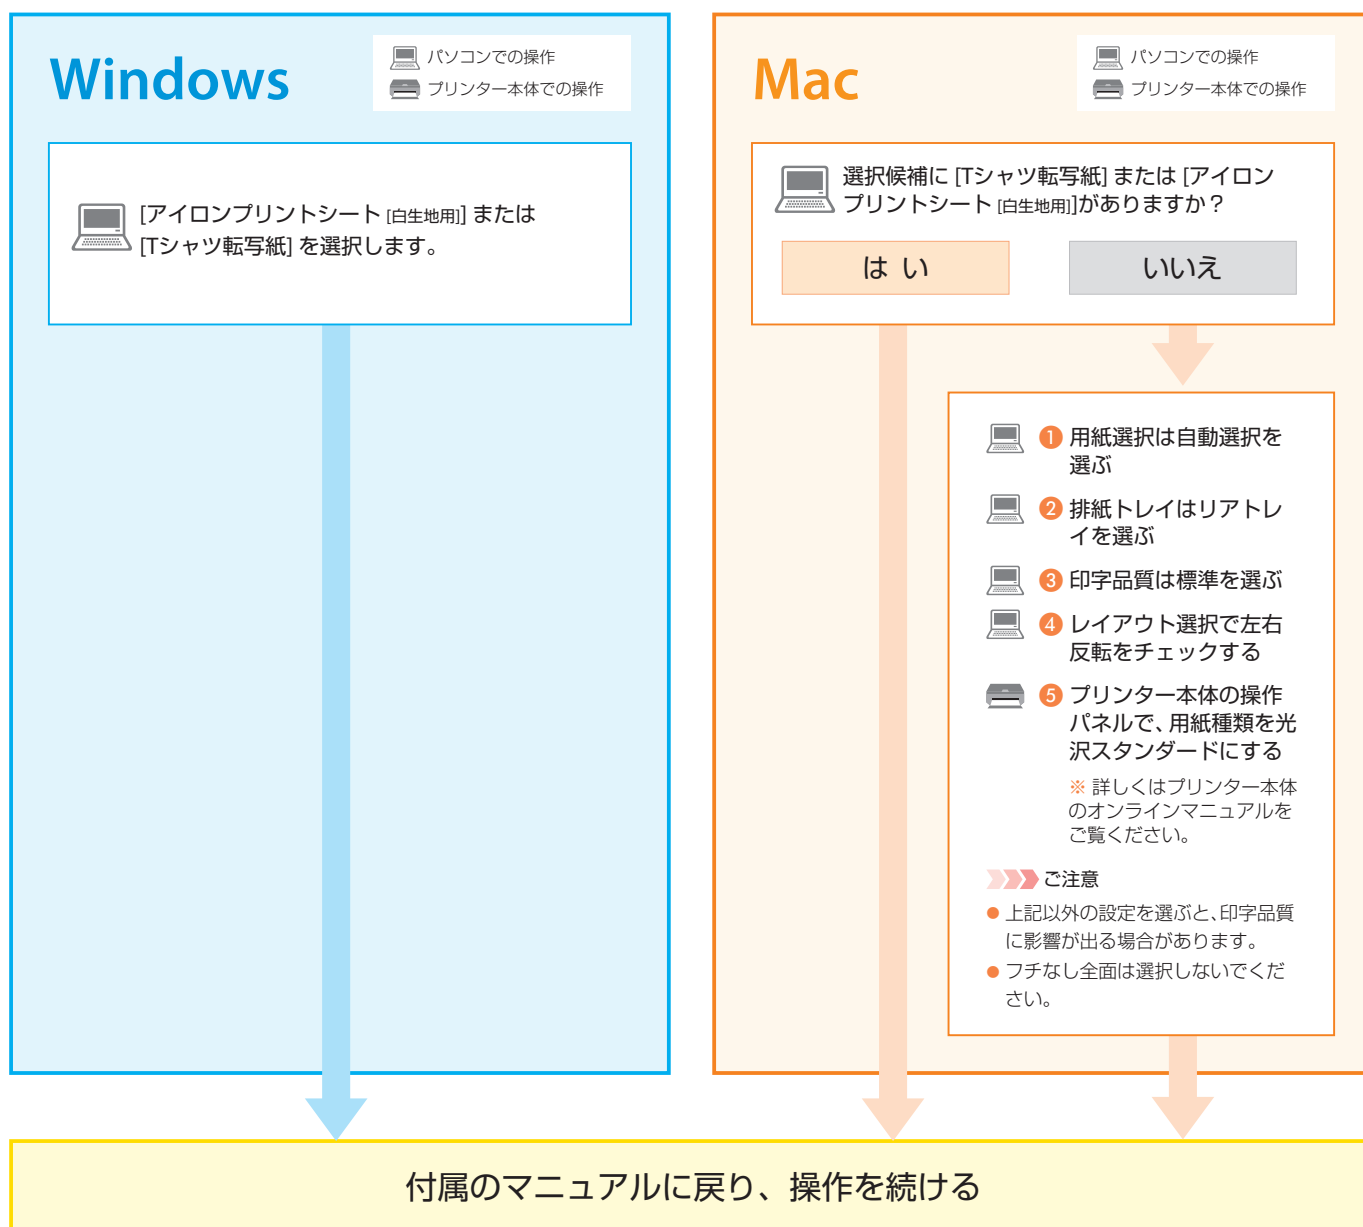 Windows
パソコンでの操作
プリンター本体での操作
[アイロンプリントシート [白生地用]] または
[Tシャツ転写紙] を選択します。
Mac
パソコンでの操作
プリンター本体での操作
選択候補に [Tシャツ転写紙] または [アイロン
プリントシート [白生地用]]がありますか？
はい
いいえ
1 用紙選択は自動選択を
選ぶ
2 排紙トレイはリアトレ
イを選ぶ
3 印字品質は標準を選ぶ
4 レイアウト選択で左右
反転をチェックする
5 プリンター本体の操作
パネルで、用紙種類を光
沢スタンダードにする
※ 詳しくはプリンター本体
のオンラインマニュアルを
ご覧ください。
ご注意
● 上記以外の設定を選ぶと、印字品質
に影響が出る場合があります。
● フチなし全面は選択しないでくだ
さい。
付属のマニュアルに戻り、操作を続ける